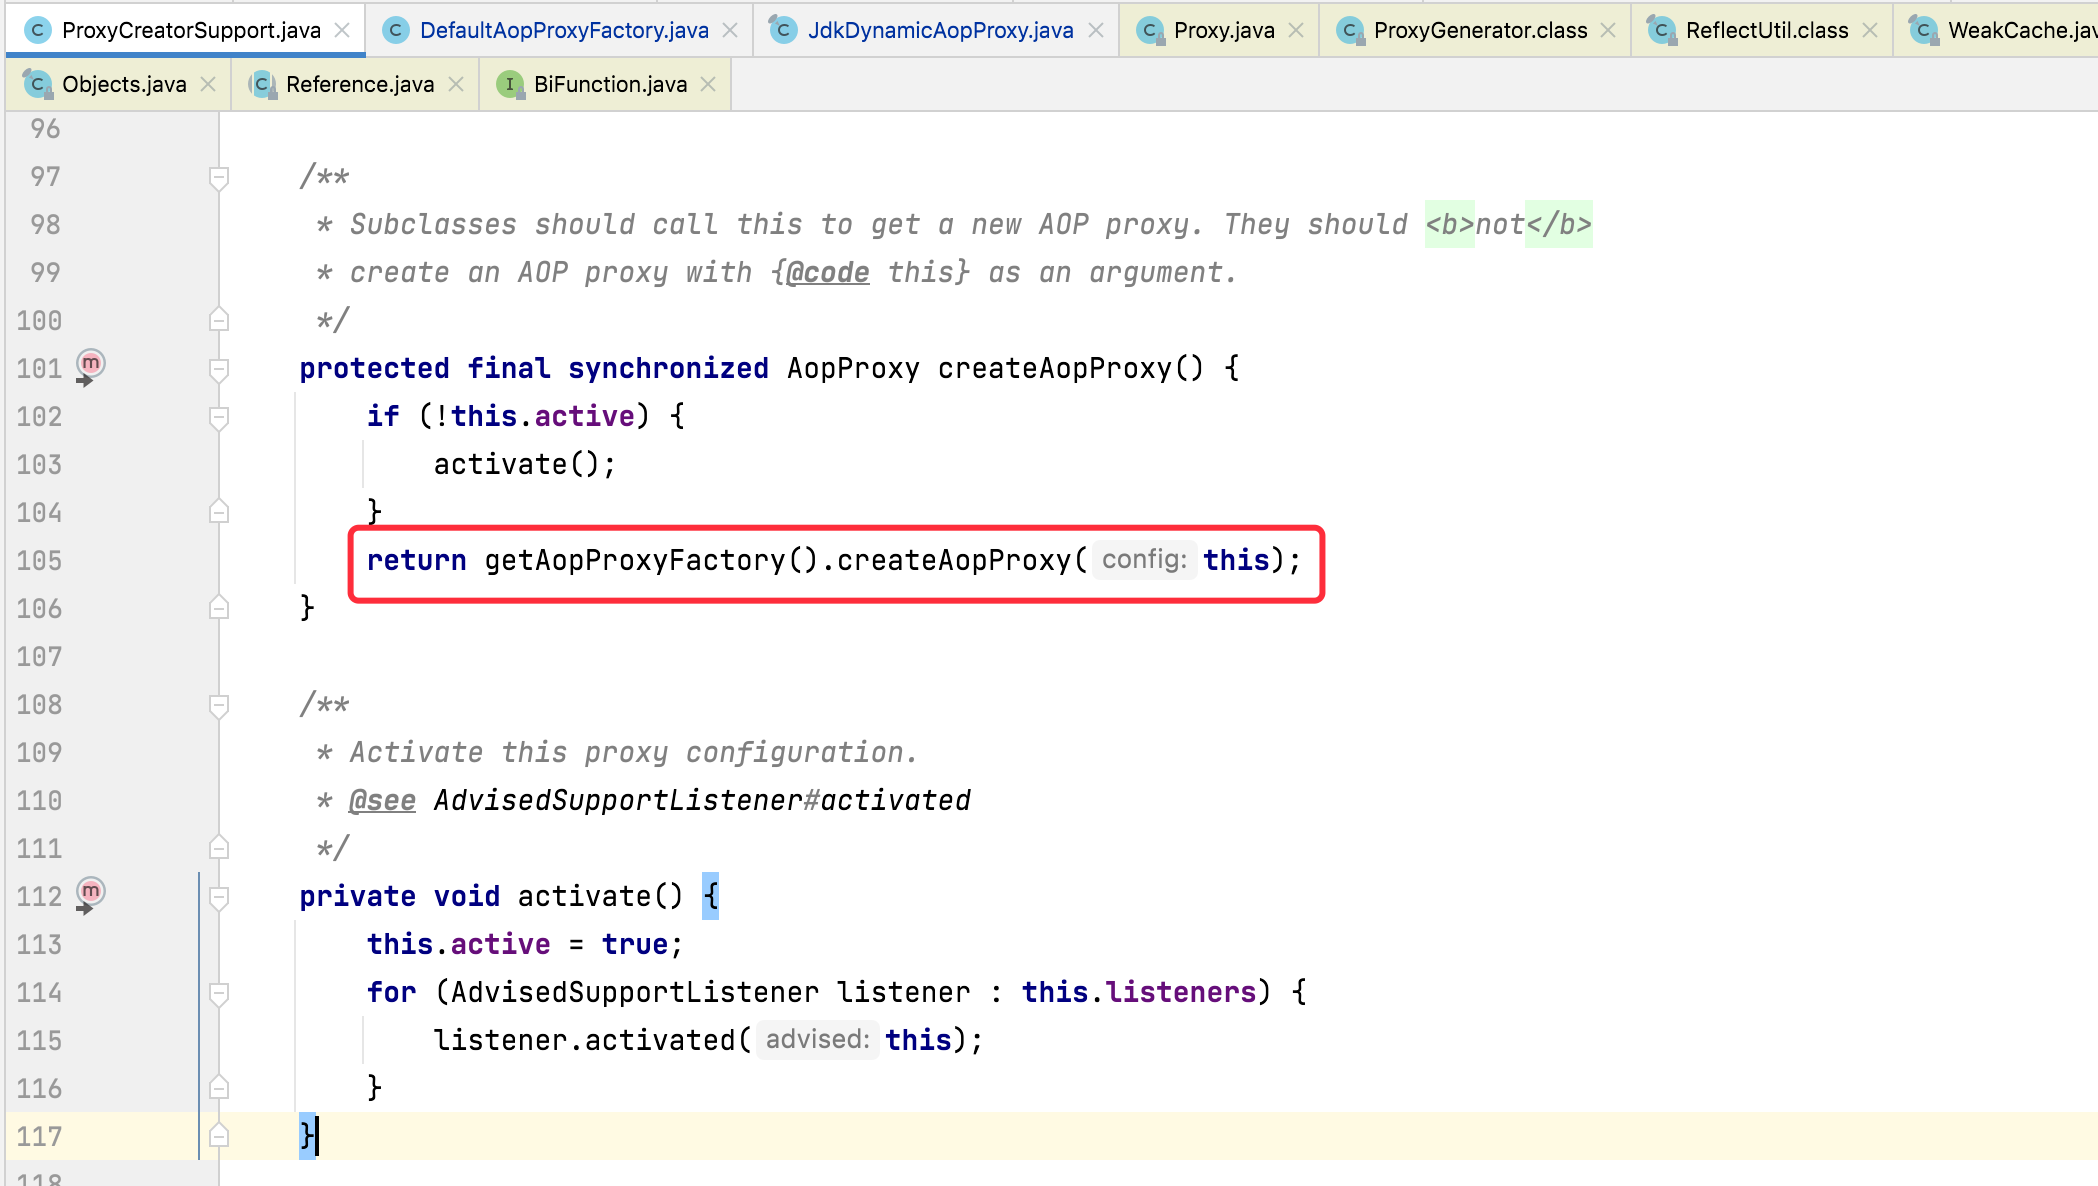 ProxyCreatorSupport.java DefaultAopProxyFactory.java JdkDynamicAopProxy.java Proxy.java ProxyGenerator.class ReflectUtil.class WeakCache.jav
Objects.java Reference.java BiFunction.java
96
97 /**
98 * Subclasses should call this to get a new AOP proxy. They should <b>not</b>
99 * create an AOP proxy with {@code this} as an argument.
100 */
101 protected final synchronized AopProxy createAopProxy() {
102 if (!this.active) {
103 activate();
104 }
105 return getAopProxyFactory().createAopProxy( config: this);
106 }
107
108 /**
109 * Activate this proxy configuration.
110 * @see AdvisedSupportListener#activated
111 */
112 private void activate() {
113 this.active = true;
114 for (AdvisedSupportListener listener : this.listeners) {
115 listener.activated( advised: this);
116 }
117 }
118